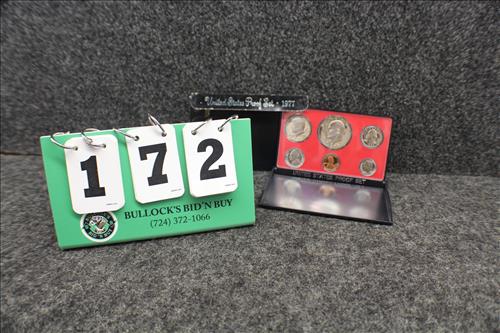 United States Proof Set - 1977
1 7 2
BULLOCK'S BID'N BUY
(724) 372-1066
UNITED STATES PROOF SET